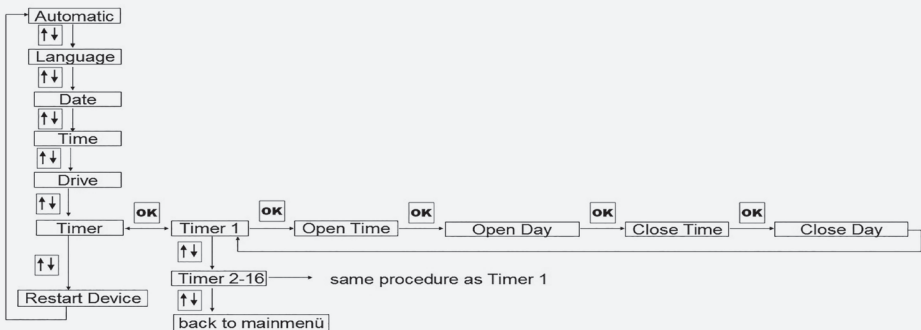 Automatic
↑↓
Language
↑↓
Date
↑↓
Time
↑↓
Drive
↑↓
OK
OK
OK
OK
OK
Timer
Timer 1
Open Time
Open Day
Close Time
Close Day
↑↓
↑↓
Timer 2-16
same procedure as Timer 1
Restart Device
↑↓
back to mainmenü